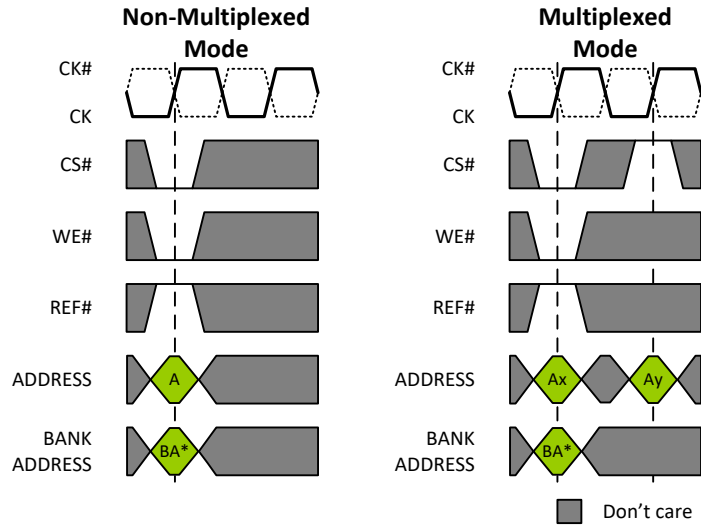 Non-Multiplexed
Mode
CK#
CK
CS#
WE#
REF#
ADDRESS
A
BANK
ADDRESS
BA*
Multiplexed
Mode
CK#
CK
CS#
WE#
REF#
ADDRESS
Ax
Ay
BANK
ADDRESS
BA*
Don't care